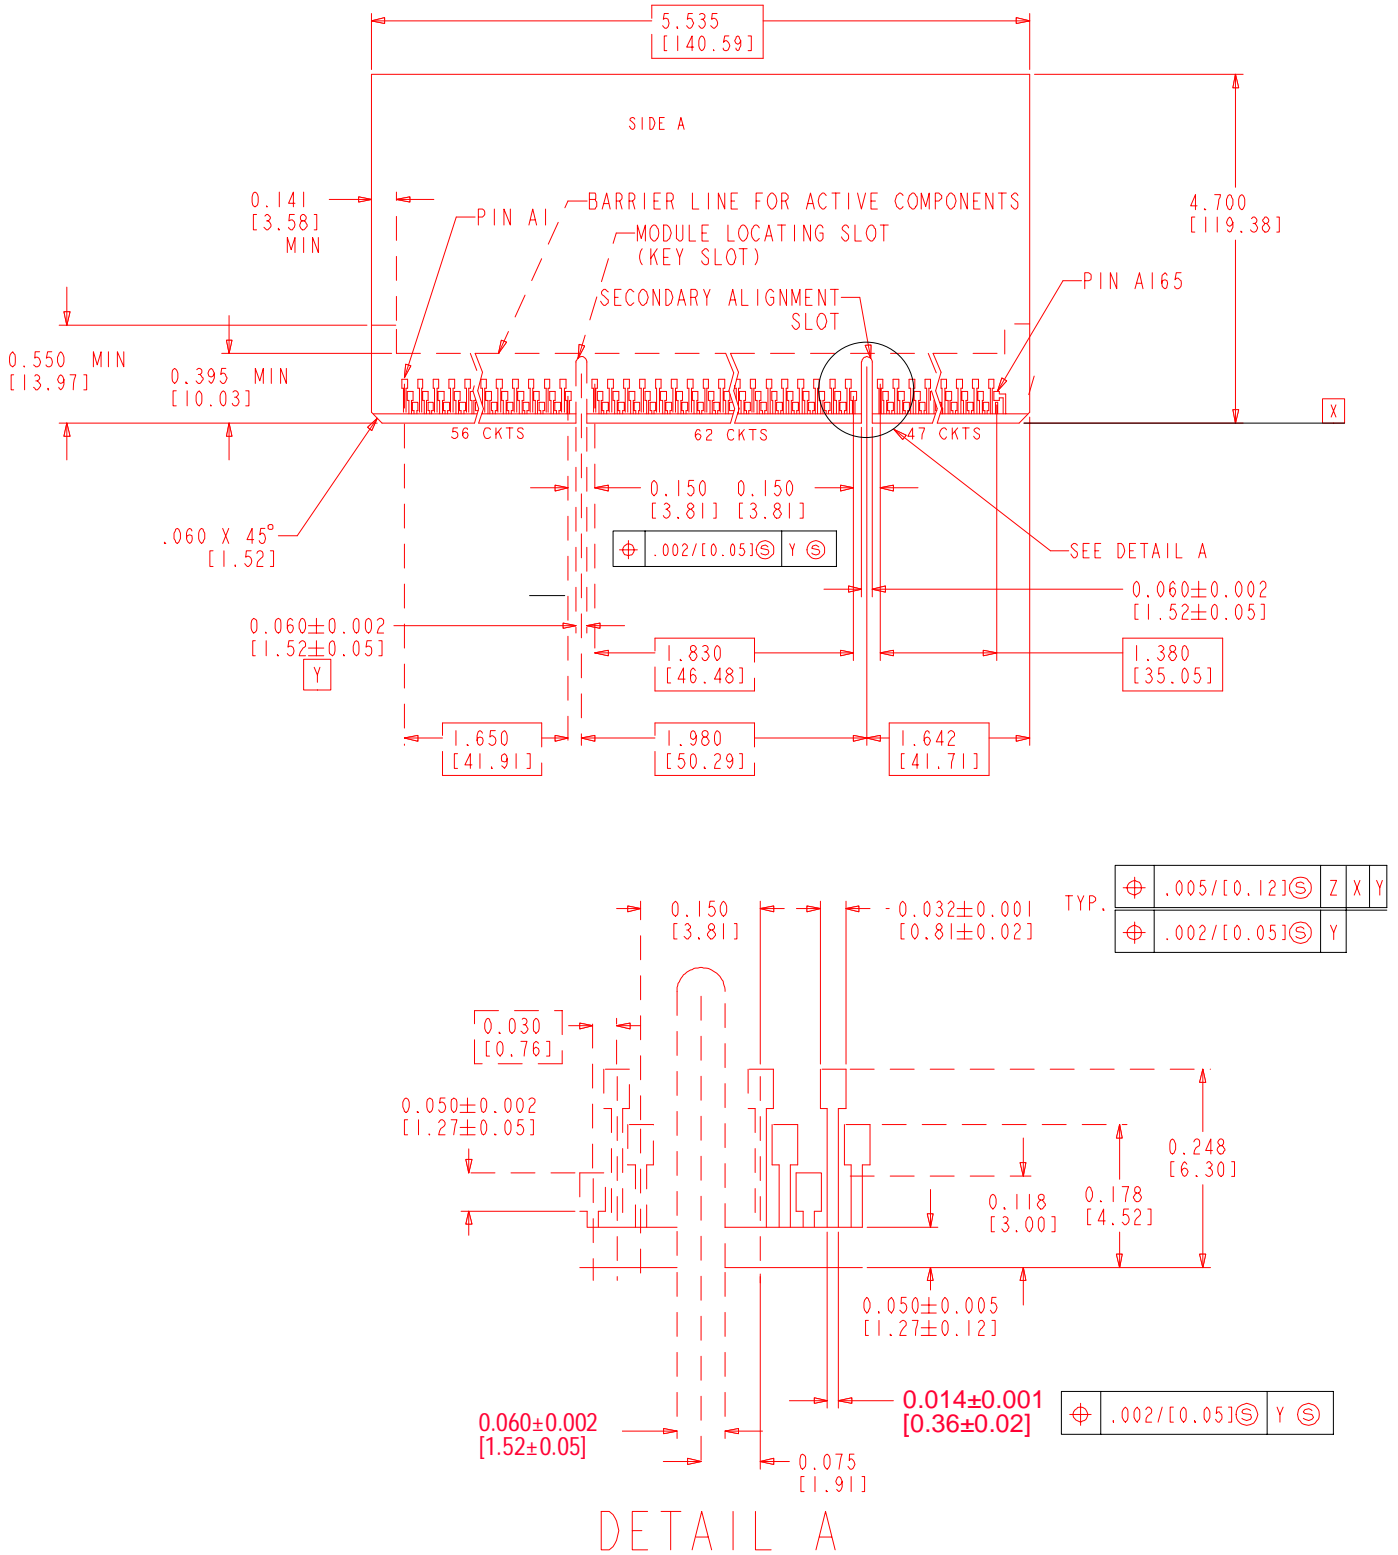 5.535
[140.59]
SIDE A
0.141
[3.58]
MIN
PIN A1
BARRIER LINE FOR ACTIVE COMPONENTS
MODULE LOCATING SLOT
(KEY SLOT)
4.700
[119.38]
SECONDARY ALIGNMENT
SLOT
PIN A165
0.550 MIN
[13.97]
0.395 MIN
[10.03]
X
56 CKTS
62 CKTS
47 CKTS
0.150
[3.81]
0.150
[3.81]
.060 X 45°
[1.52]
⌖ .002/[0.05]Ⓢ Y Ⓢ
SEE DETAIL A
0.060±0.002
[1.52±0.05]
0.060±0.002
[1.52±0.05]
Y
1.830
[46.48]
1.380
[35.05]
1.650
[41.91]
1.980
[50.29]
1.642
[41.71]
TYP.
⌖ .005/[0.12]Ⓢ Z X Y
⌖ .002/[0.05]Ⓢ Y
0.150
[3.81]
0.032±0.001
[0.81±0.02]
0.030
[0.76]
0.050±0.002
[1.27±0.05]
0.248
[6.30]
0.178
[4.52]
0.118
[3.00]
0.050±0.005
[1.27±0.12]
0.014±0.001
[0.36±0.02]
⌖ .002/[0.05]Ⓢ Y Ⓢ
0.060±0.002
[1.52±0.05]
0.075
[1.91]
DETAIL A